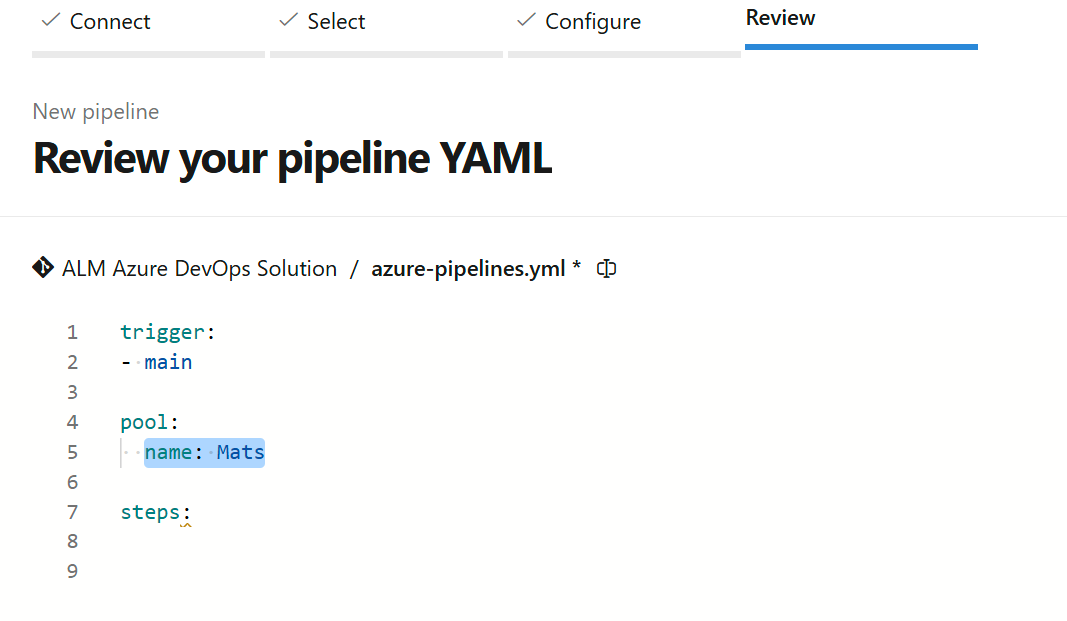 Connect Select Configure Review
New pipeline
Review your pipeline YAML
ALM Azure DevOps Solution / azure-pipelines.yml *
1 trigger:
2 - main
3
4 pool:
5 name: Mats
6
7 steps:
8
9